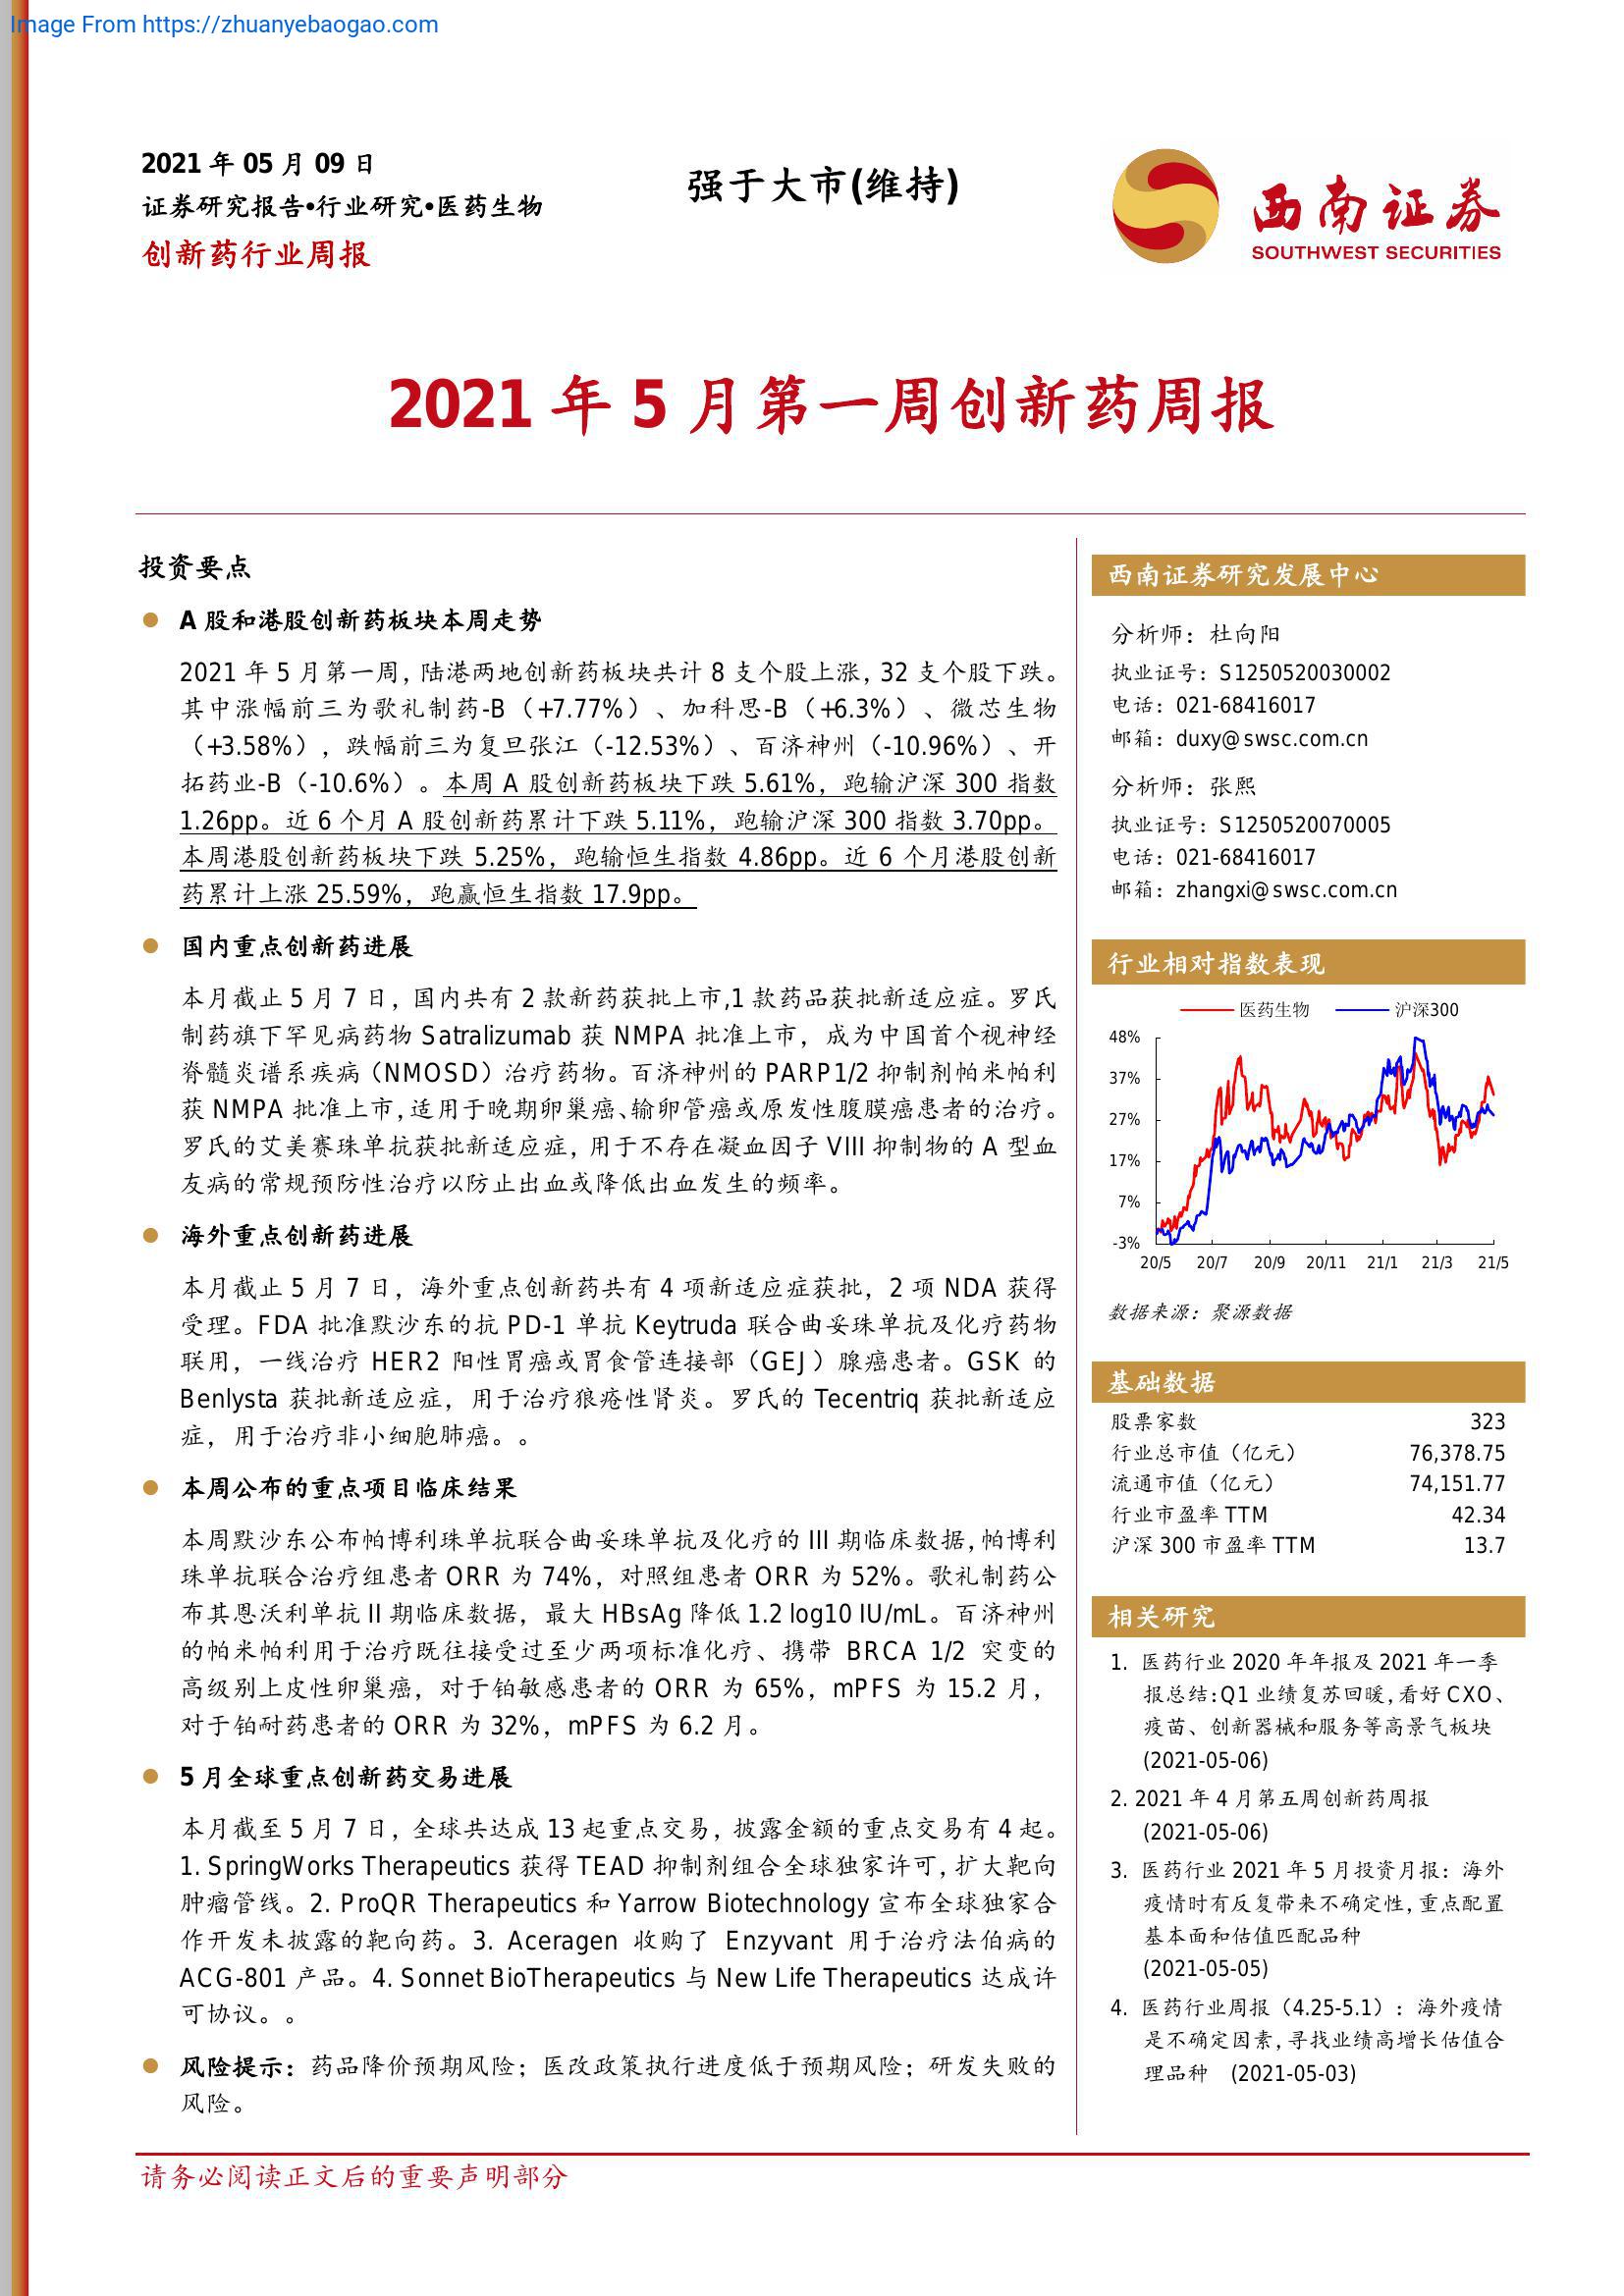 Image From https://zhuanyebaogao.com
2021 年 05 月 09 日
证券研究报告•行业研究•医药生物
创新药行业周报
强于大市(维持)
西南证券
SOUTHWEST SECURITIES
2021 年 5 月第一周创新药周报
投资要点
A 股和港股创新药板块本周走势
2021 年 5 月第一周，陆港两地创新药板块共计 8 支个股上涨，32 支个股下跌。
其中涨幅前三为歌礼制药-B（+7.77%）、加科思-B（+6.3%）、微芯生物
（+3.58%），跌幅前三为复旦张江（-12.53%）、百济神州（-10.96%）、开
拓药业-B（-10.6%）。本周 A 股创新药板块下跌 5.61%，跑输沪深 300 指数
1.26pp。近 6 个月 A 股创新药累计下跌 5.11%，跑输沪深 300 指数 3.70pp。
本周港股创新药板块下跌 5.25%，跑输恒生指数 4.86pp。近 6 个月港股创新
药累计上涨 25.59%，跑赢恒生指数 17.9pp。
国内重点创新药进展
本月截止 5 月 7 日，国内共有 2 款新药获批上市,1 款药品获批新适应症。罗氏
制药旗下罕见病药物 Satralizumab 获 NMPA 批准上市，成为中国首个视神经
脊髓炎谱系疾病（NMOSD）治疗药物。百济神州的 PARP1/2 抑制剂帕米帕利
获 NMPA 批准上市，适用于晚期卵巢癌、输卵管癌或原发性腹膜癌患者的治疗。
罗氏的艾美赛珠单抗获批新适应症，用于不存在凝血因子 VIII 抑制物的 A 型血
友病的常规预防性治疗以防止出血或降低出血发生的频率。
海外重点创新药进展
本月截止 5 月 7 日，海外重点创新药共有 4 项新适应症获批，2 项 NDA 获得
受理。FDA 批准默沙东的抗 PD-1 单抗 Keytruda 联合曲妥珠单抗及化疗药物
联用，一线治疗 HER2 阳性胃癌或胃食管连接部（GEJ）腺癌患者。GSK 的
Benlysta 获批新适应症，用于治疗狼疮性肾炎。罗氏的 Tecentriq 获批新适应
症，用于治疗非小细胞肺癌。。
本周公布的重点项目临床结果
本周默沙东公布帕博利珠单抗联合曲妥珠单抗及化疗的 III 期临床数据，帕博利
珠单抗联合治疗组患者 ORR 为 74%，对照组患者 ORR 为 52%。歌礼制药公
布其恩沃利单抗 II 期临床数据，最大 HBsAg 降低 1.2 log10 IU/mL。百济神州
的帕米帕利用于治疗既往接受过至少两项标准化疗、携带 BRCA 1/2 突变的
高级别上皮性卵巢癌，对于铂敏感患者的 ORR 为 65%，mPFS 为 15.2 月，
对于铂耐药患者的 ORR 为 32%，mPFS 为 6.2 月。
5 月全球重点创新药交易进展
本月截至 5 月 7 日，全球共达成 13 起重点交易，披露金额的重点交易有 4 起。
1. SpringWorks Therapeutics 获得 TEAD 抑制剂组合全球独家许可，扩大靶向
肿瘤管线。2. ProQR Therapeutics 和 Yarrow Biotechnology 宣布全球独家合
作开发未披露的靶向药。3. Aceragen 收购了 Enzyvant 用于治疗法伯病的
ACG-801 产品。4. Sonnet BioTherapeutics 与 New Life Therapeutics 达成许
可协议。。
风险提示：药品降价预期风险；医改政策执行进度低于预期风险；研发失败的
风险。
西南证券研究发展中心
分析师：杜向阳
执业证号：S1250520030002
电话：021-68416017
邮箱：duxy@swsc.com.cn
分析师：张熙
执业证号：S1250520070005
电话：021-68416017
邮箱：zhangxi@swsc.com.cn
行业相对指数表现
医药生物 沪深300
48%
37%
27%
17%
7%
-3%
20/5 20/7 20/9 20/11 21/1 21/3 21/5
数据来源：聚源数据
基础数据
股票家数 323
行业总市值（亿元） 76,378.75
流通市值（亿元） 74,151.77
行业市盈率 TTM 42.34
沪深 300 市盈率 TTM 13.7
相关研究
1. 医药行业 2020 年年报及 2021 年一季
报总结:Q1 业绩复苏回暖，看好 CXO、
疫苗、创新器械和服务等高景气板块
(2021-05-06)
2. 2021 年 4 月第五周创新药周报
(2021-05-06)
3. 医药行业 2021 年 5 月投资月报：海外
疫情时有反复带来不确定性，重点配置
基本面和估值匹配品种
(2021-05-05)
4. 医药行业周报（4.25-5.1）：海外疫情
是不确定因素，寻找业绩高增长估值合
理品种 (2021-05-03)
请务必阅读正文后的重要声明部分